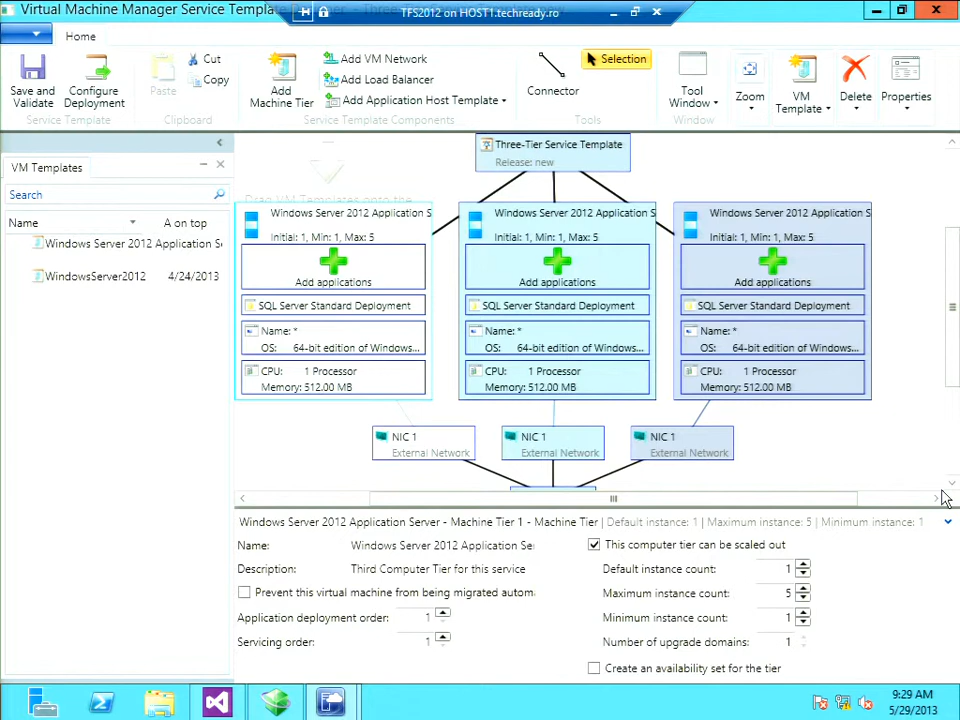 Virtual Machine Manager Service Template
TFS2012 on HOST1.techready.ro
Home
Save and Validate
Configure Deployment
Service Template
Paste
Cut
Copy
Clipboard
Add Machine Tier
Add VM Network
Add Load Balancer
Add Application Host Template
Service Template Components
Connector
Selection
Tools
Tool Window
Window
Zoom
VM Template
Delete
Properties
VM Templates
Search
Name
A on top
Windows Server 2012 Application Se
WindowsServer2012 4/24/2013
Drag VM Templates onto the
Three-Tier Service Template
Release: new
Windows Server 2012 Application S
Initial: 1, Min: 1, Max: 5
Add applications
SQL Server Standard Deployment
Name: *
OS: 64-bit edition of Windows...
CPU: 1 Processor
Memory: 512.00 MB
Windows Server 2012 Application S
Initial: 1, Min: 1, Max: 5
Add applications
SQL Server Standard Deployment
Name: *
OS: 64-bit edition of Windows...
CPU: 1 Processor
Memory: 512.00 MB
Windows Server 2012 Application S
Initial: 1, Min: 1, Max: 5
Add applications
SQL Server Standard Deployment
Name: *
OS: 64-bit edition of Windows...
CPU: 1 Processor
Memory: 512.00 MB
NIC 1
External Network
NIC 1
External Network
NIC 1
External Network
Windows Server 2012 Application Server - Machine Tier 1 - Machine Tier | Default instance: 1 | Maximum instance: 5 | Minimum instance: 1
Name: Windows Server 2012 Application Se
Description: Third Computer Tier for this service
Prevent this virtual machine from being migrated autom
Application deployment order: 1
Servicing order: 1
This computer tier can be scaled out
Default instance count: 1
Maximum instance count: 5
Minimum instance count: 1
Number of upgrade domains: 1
Create an availability set for the tier
9:29 AM
5/29/2013